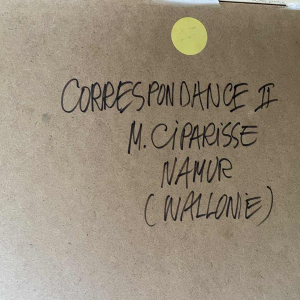 CORRESPONDANCE II
M. CIPARISSE
NAMUR
(WALLONIE)